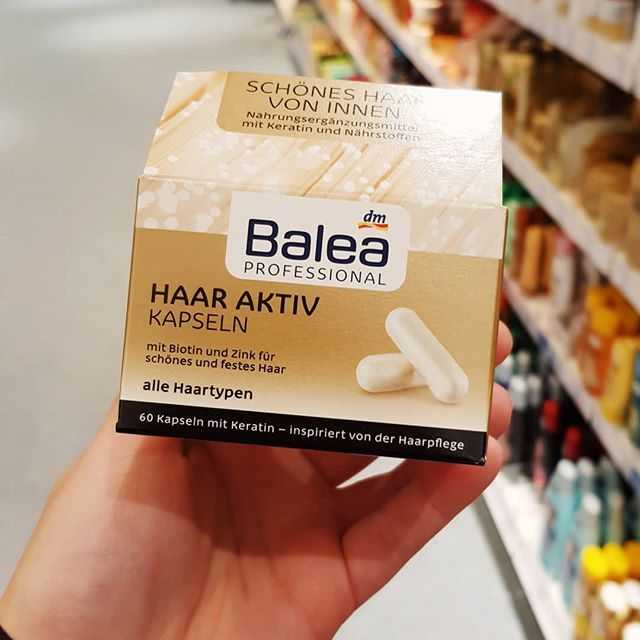 SCHÖNES HAAR
VON INNEN
Nahrungsergänzungsmittel
mit Keratin und Nährstoffen
dm
Balea
PROFESSIONAL
HAAR AKTIV
KAPSELN
mit Biotin und Zink für
schönes und festes Haar
alle Haartypen
60 Kapseln mit Keratin – inspiriert von der Haarpflege